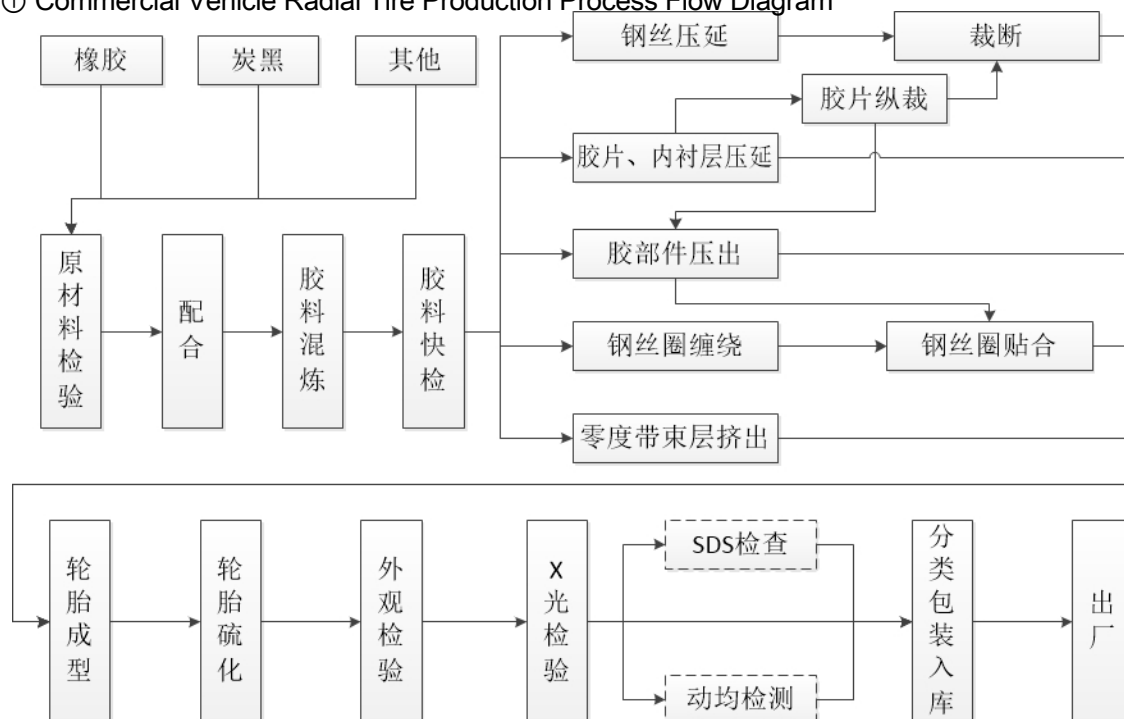 ① Commercial Vehicle Radial Tire Production Process Flow Diagram
橡胶
炭黑
其他
钢丝压延
裁断
胶片纵裁
胶片、内衬层压延
胶部件压出
钢丝圈缠绕
钢丝圈贴合
零度带束层挤出
原材料检验
配合
胶料混炼
胶料快检
轮胎成型
轮胎硫化
外观检验
X光检验
SDS检查
动均检测
分类包装入库
出厂